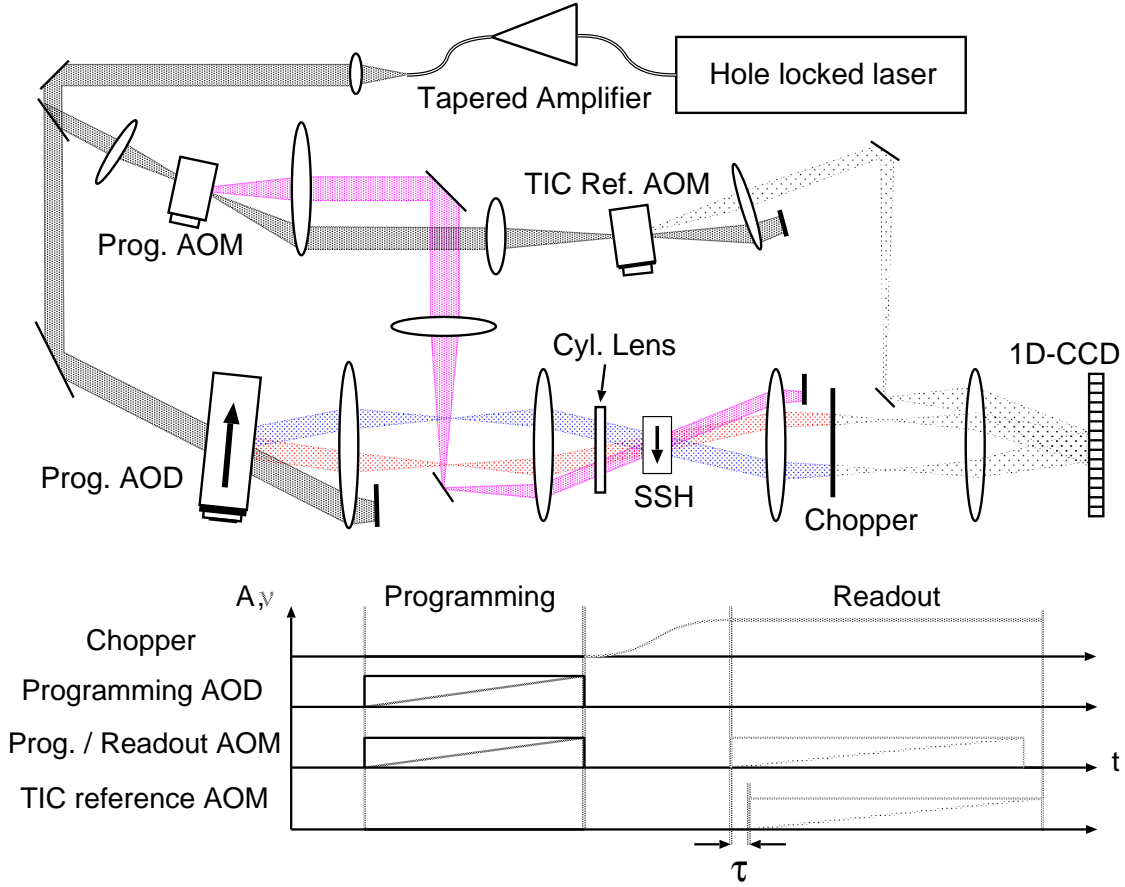 Hole locked laser
Tapered Amplifier
TIC Ref. AOM
Prog. AOM
Cyl. Lens
1D-CCD
Prog. AOD
SSH
Chopper
A,ν
Programming
Readout
Chopper
Programming AOD
Prog. / Readout AOM
t
TIC reference AOM
τ